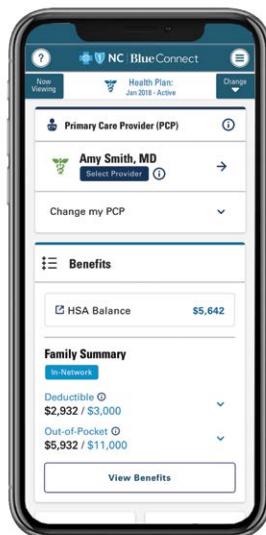 ?
NC | Blue Connect
Now
Viewing
Health Plan:
Jan 2018 - Active
Change
Primary Care Provider (PCP)
Amy Smith, MD
Select Provider
Change my PCP
Benefits
HSA Balance $5,642
Family Summary
In-Network
Deductible
$2,932 / $3,000
Out-of-Pocket
$5,932 / $11,000
View Benefits